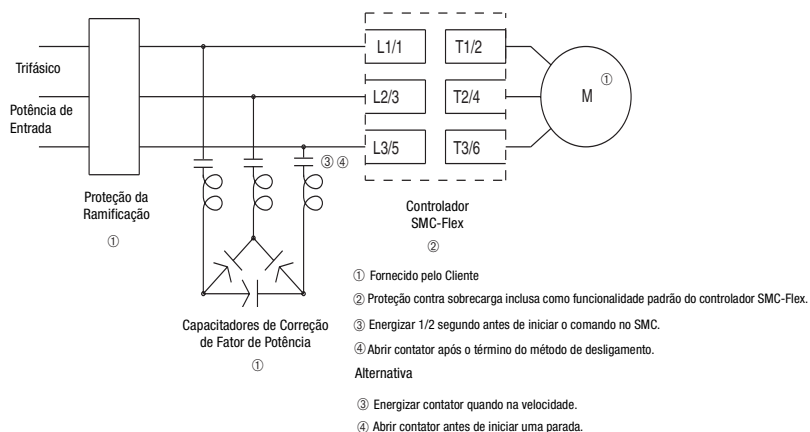 L1/1
T1/2
Trifásico
①
L2/3
T2/4
M
Potência de
Entrada
L3/5
T3/6
③ ④
Proteção da
Ramificação
①
Controlador
SMC-Flex
②
① Fornecido pelo Cliente
② Proteção contra sobrecarga inclusa como funcionalidade padrão do controlador SMC-Flex.
③ Energizar 1/2 segundo antes de iniciar o comando no SMC.
④ Abrir contator após o término do método de desligamento.
Capacitadores de Correção
de Fator de Potência
①
Alternativa
③ Energizar contator quando na velocidade.
④ Abrir contator antes de iniciar uma parada.